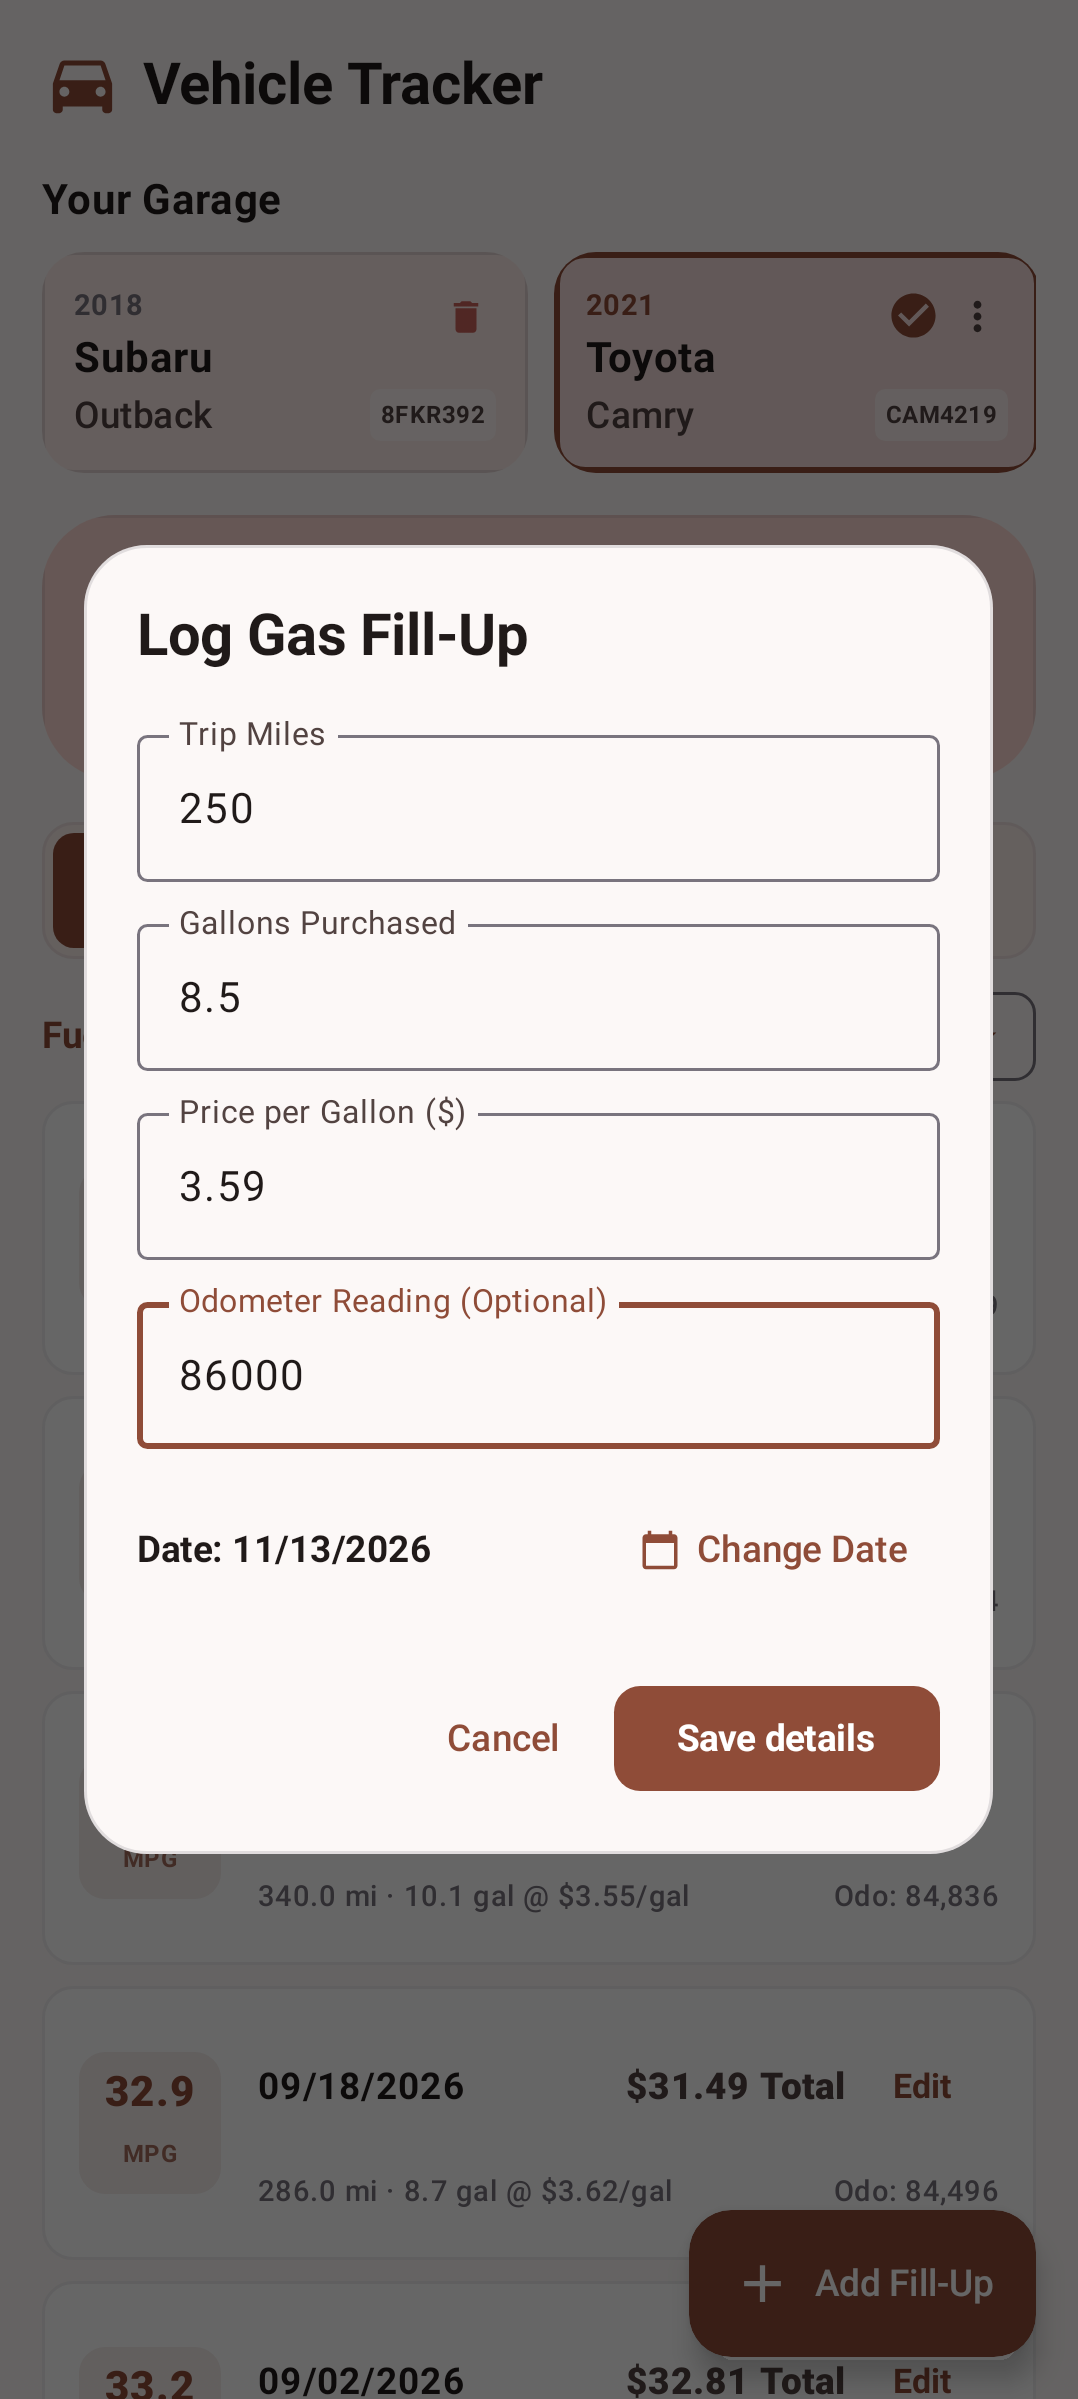 Vehicle Tracker
Your Garage
2018
Subaru
Outback
8FKR392
2021
Toyota
Camry
CAM4219
Log Gas Fill-Up
Trip Miles
250
Gallons Purchased
8.5
Price per Gallon ($)
3.59
Odometer Reading (Optional)
86000
Date: 11/13/2026
Change Date
Cancel
Save details
MPG
340.0 mi · 10.1 gal @ $3.55/gal
Odo: 84,836
32.9
MPG
09/18/2026
$31.49 Total
Edit
286.0 mi · 8.7 gal @ $3.62/gal
Odo: 84,496
Add Fill-Up
33.2
09/02/2026
$32.81 Total
Edit